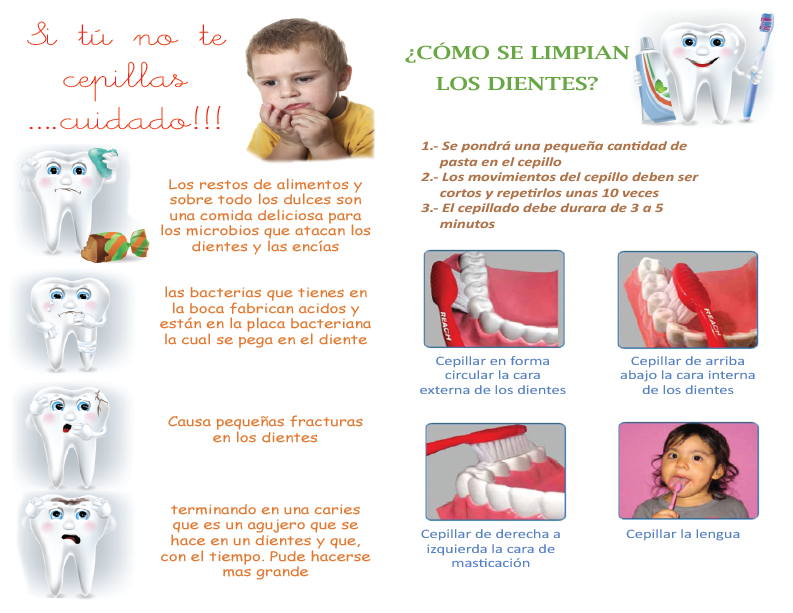 Si tú no te
cepillas
....cuidado!!!
Los restos de alimentos y
sobre todo los dulces son
una comida deliciosa para
los microbios que atacan los
dientes y las encías
las bacterias que tienes en
la boca fabrican acidos y
están en la placa bacteriana
la cual se pega en el diente
Causa pequeñas fracturas
en los dientes
terminando en una caries
que es un agujero que se
hace en un dientes y que,
con el tiempo. Pude hacerse
mas grande
¿CÓMO SE LIMPIAN
LOS DIENTES?
1.- Se pondrá una pequeña cantidad de
pasta en el cepillo
2.- Los movimientos del cepillo deben ser
cortos y repetirlos unas 10 veces
3.- El cepillado debe durara de 3 a 5
minutos
REACH
REACH
Cepillar en forma
circular la cara
externa de los dientes
Cepillar de arriba
abajo la cara interna
de los dientes
Cepillar de derecha a
izquierda la cara de
masticación
Cepillar la lengua